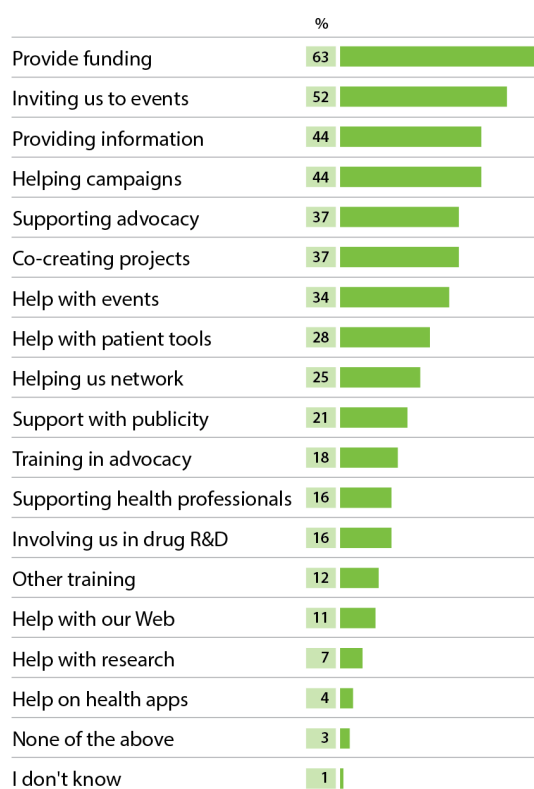 %
Provide funding 63
Inviting us to events 52
Providing information 44
Helping campaigns 44
Supporting advocacy 37
Co-creating projects 37
Help with events 34
Help with patient tools 28
Helping us network 25
Support with publicity 21
Training in advocacy 18
Supporting health professionals 16
Involving us in drug R&D 16
Other training 12
Help with our Web 11
Help with research 7
Help on health apps 4
None of the above 3
I don't know 1